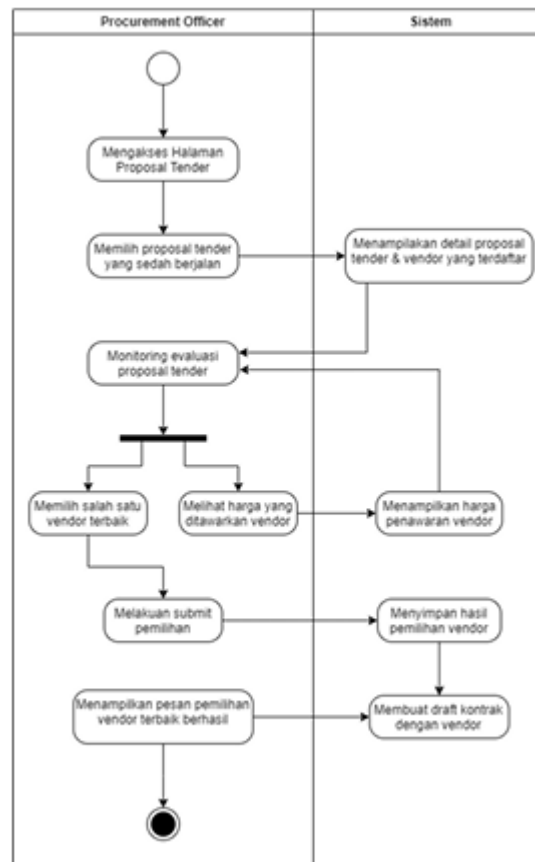 Procurement Officer
Sistem
Mengakses Halaman
Proposal Tender
Memilih proposal tender
yang sedah berjalan
Menampilakan detail proposal
tender & vendor yang terdaftar
Monitoring evaluasi
proposal tender
Memilih salah satu
vendor terbaik
Melihat harga yang
ditawarkan vendor
Menampilkan harga
penawaran vendor
Melakuan submit
pemilihan
Menyimpan hasil
pemilihan vendor
Menampilkan pesan pemilihan
vendor terbaik berhasil
Membuat draft kontrak
dengan vendor